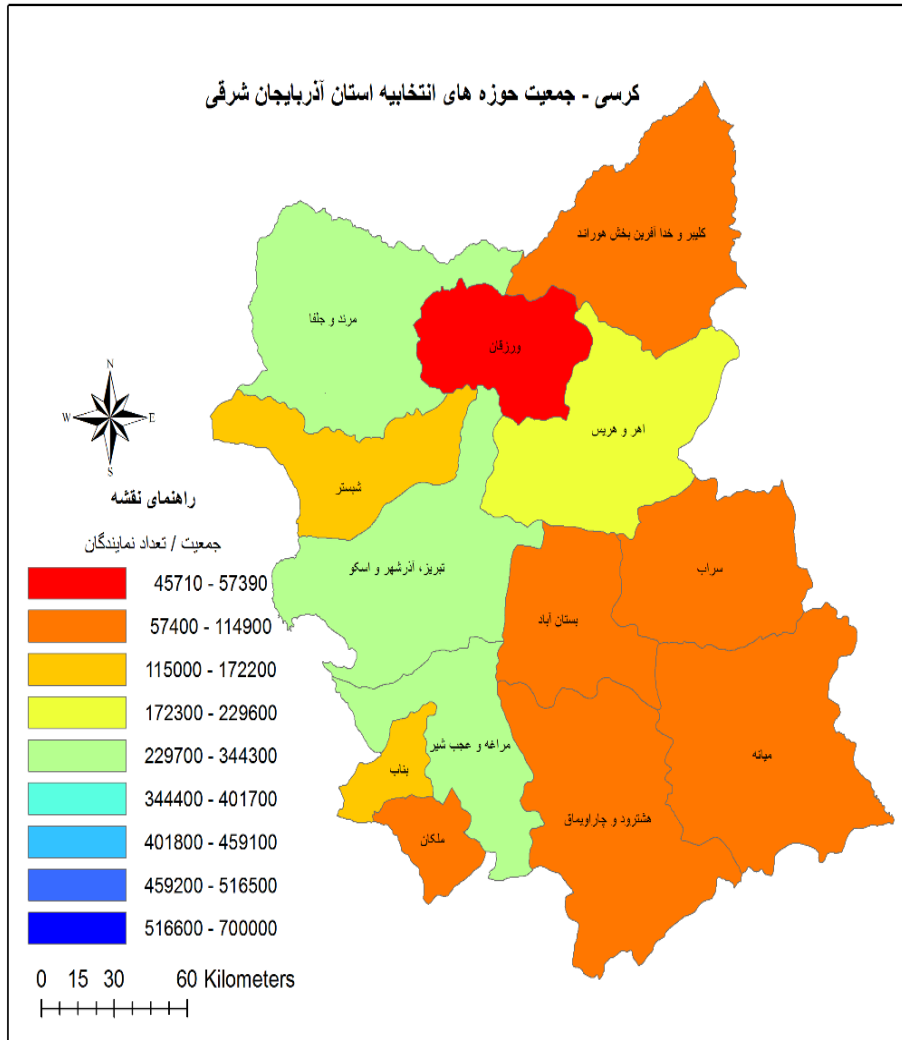 کرسی - جمعیت حوزه های انتخابیه استان آذربایجان شرقی
کلیبر و خدا آفرین بخش هوراند
مرند و جلفا
ورزقان
اهر و هریس
شبستر
تبریز، آذرشهر و اسکو
بستان آباد
سراب
مراغه و عجب شیر
میانه
بناب
هشترود و چاراویماق
ملکان
N
W E
S
راهنمای نقشه
جمعیت / تعداد نمایندگان
45710 - 57390
57400 - 114900
115000 - 172200
172300 - 229600
229700 - 344300
344400 - 401700
401800 - 459100
459200 - 516500
516600 - 700000
0 15 30 60 Kilometers